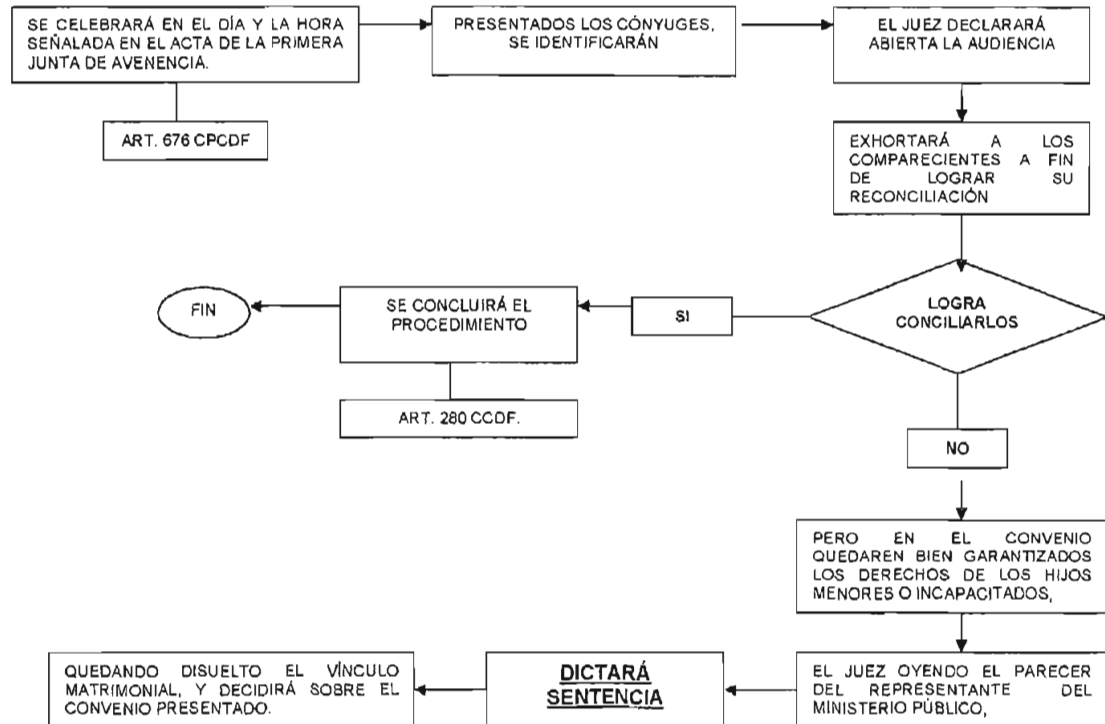 SE CELEBRARÁ EN EL DÍA Y LA HORA
SEÑALADA EN EL ACTA DE LA PRIMERA
JUNTA DE AVENENCIA.
ART. 676 CPCDF
PRESENTADOS LOS CÓNYUGES,
SE IDENTIFICARÁN
EL JUEZ DECLARARÁ
ABIERTA LA AUDIENCIA
EXHORTARÁ A LOS
COMPARECIENTES A FIN
DE LOGRAR SU
RECONCILIACIÓN
LOGRA
CONCILIARLOS
SI
SE CONCLUIRÁ EL
PROCEDIMIENTO
FIN
ART. 280 CCDF.
NO
PERO EN EL CONVENIO
QUEDAREN BIEN GARANTIZADOS
LOS DERECHOS DE LOS HIJOS
MENORES O INCAPACITADOS,
EL JUEZ OYENDO EL PARECER
DEL REPRESENTANTE DEL
MINISTERIO PÚBLICO,
DICTARÁ
SENTENCIA
QUEDANDO DISUELTO EL VÍNCULO
MATRIMONIAL, Y DECIDIRÁ SOBRE EL
CONVENIO PRESENTADO.